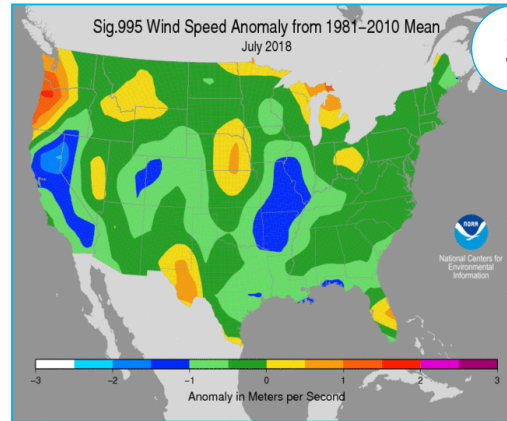 Sig.995 Wind Speed Anomaly from 1981−2010 Mean
July 2018
NOAA
National Centers for
Environmental
Information
−3 −2 −1 0 1 2 3
Anomaly in Meters per Second